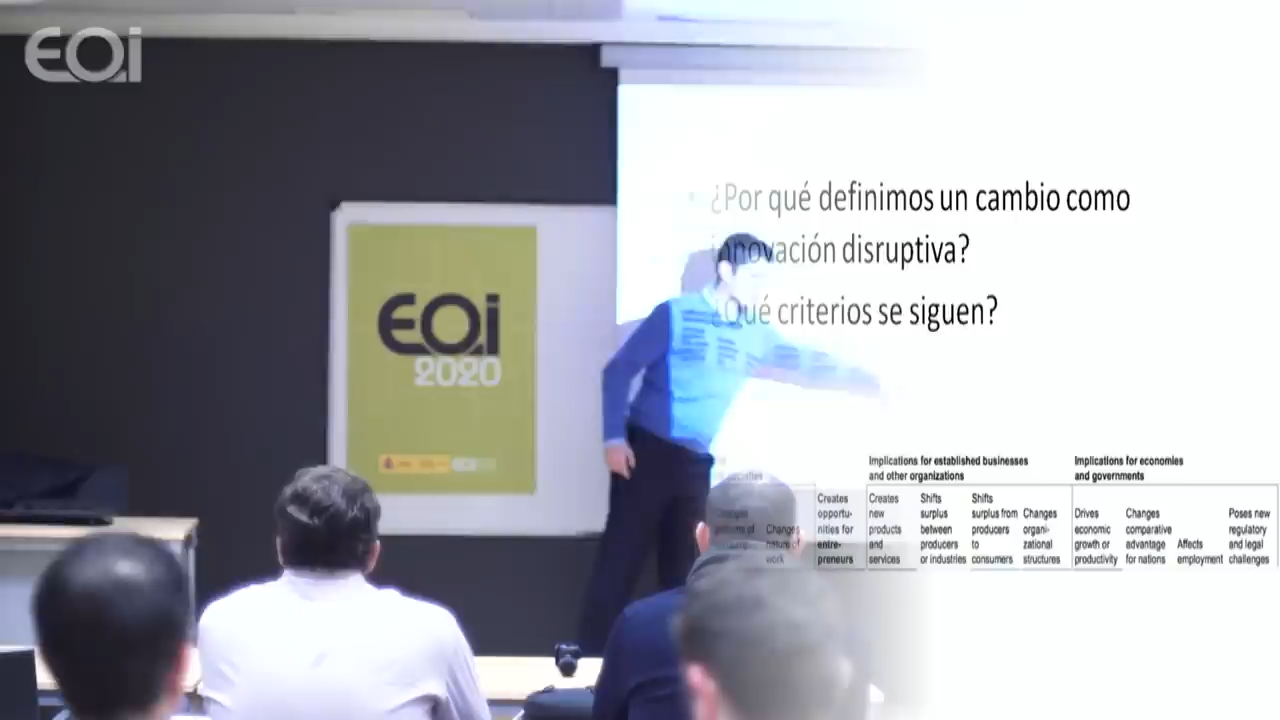 EOI
¿Por qué definimos un cambio como
innovación disruptiva?
¿Qué criterios se siguen?
EOI
2020
Implications for established businesses
and other organizations
Implications for economies
and governments
Changes
nature of
work
Creates
opportu-
nities for
entre-
preneurs
Creates
new
products
and
services
Shifts
surplus
between
producers
or industries
Shifts
surplus from
producers
to
consumers
Changes
organi-
zational
structures
Drives
economic
growth or
productivity
Changes
comparative
advantage
for nations
Affects
employment
Poses new
regulatory
and legal
challenges